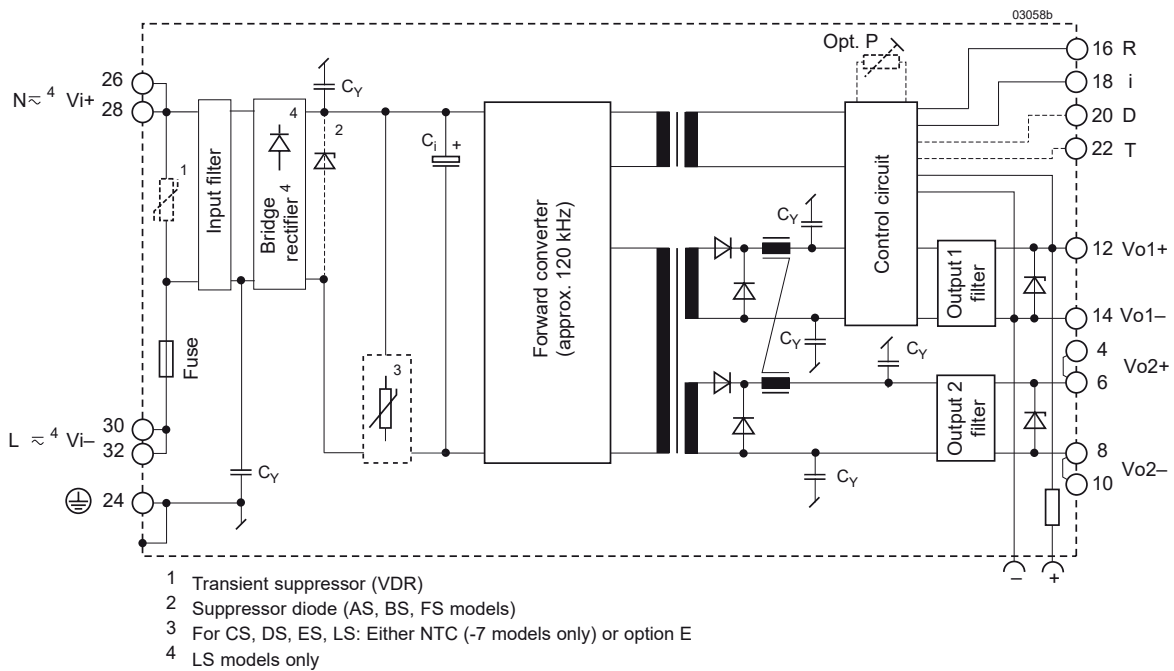 03058b
Opt. P
16 R
18 i
20 D
22 T
26
N≂ 4 Vi+
28
CY
4
2
1
Ci +
Input filter
Bridge rectifier 4
Forward converter
(approx. 120 kHz)
Control circuit
CY
12 Vo1+
Output 1
filter
14 Vo1–
CY
CY
4
Vo2+
6
Fuse
3
Output 2
filter
30
L ≂ 4 Vi–
32
8
Vo2–
10
CY
CY
24
– +
1 Transient suppressor (VDR)
2 Suppressor diode (AS, BS, FS models)
3 For CS, DS, ES, LS: Either NTC (-7 models only) or option E
4 LS models only